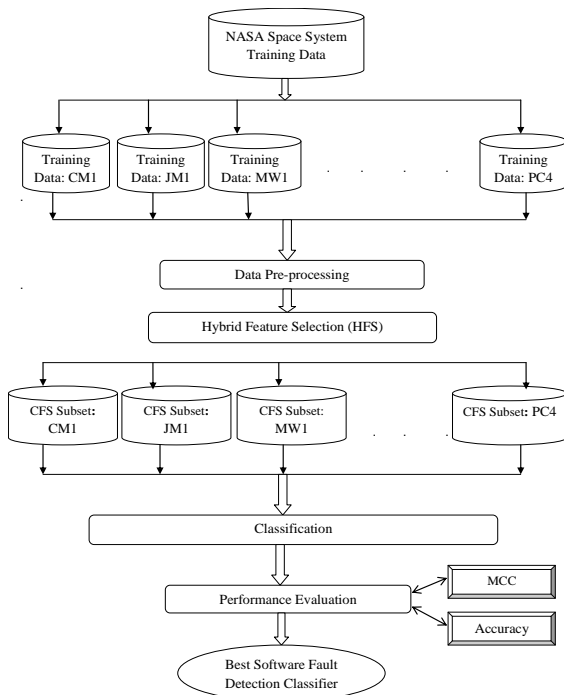 NASA Space System
Training Data
Training
Data: CM1
Training
Data: JM1
Training
Data: MW1
. . . .
Training
Data: PC4
.
Data Pre-processing
.
Hybrid Feature Selection (HFS)
CFS Subset:
CM1
CFS Subset:
JM1
CFS Subset:
MW1
. . .
CFS Subset: PC4
Classification
Performance Evaluation
MCC
Accuracy
Best Software Fault
Detection Classifier